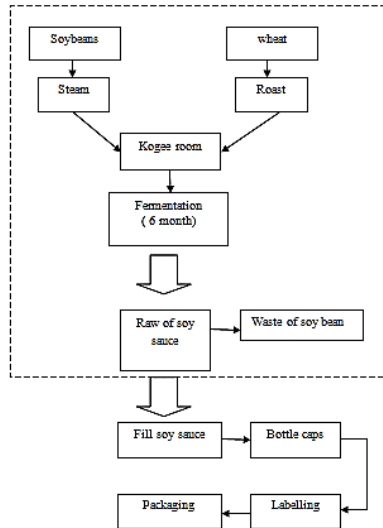 Soybeans
wheat
Steam
Roast
Kogee room
Fermentation
( 6 month)
Raw of soy
sauce
Waste of soy bean
Fill soy sauce
Bottle caps
Packaging
Labelling